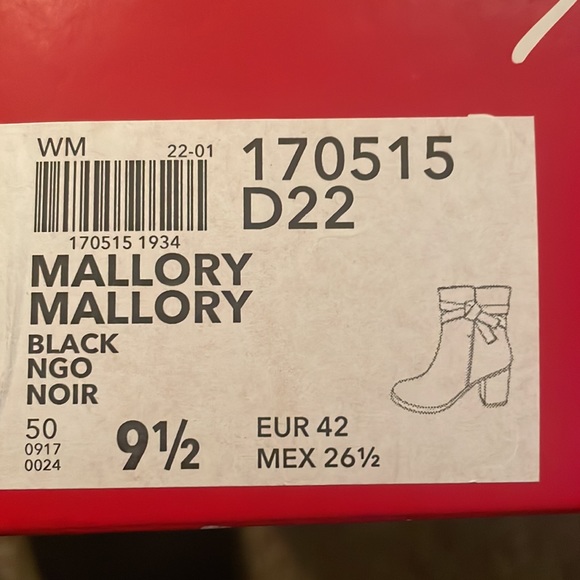 WM 22-01
170515 1934
170515
D22
MALLORY
MALLORY
BLACK
NGO
NOIR
50
0917
0024
9½
EUR 42
MEX 26½